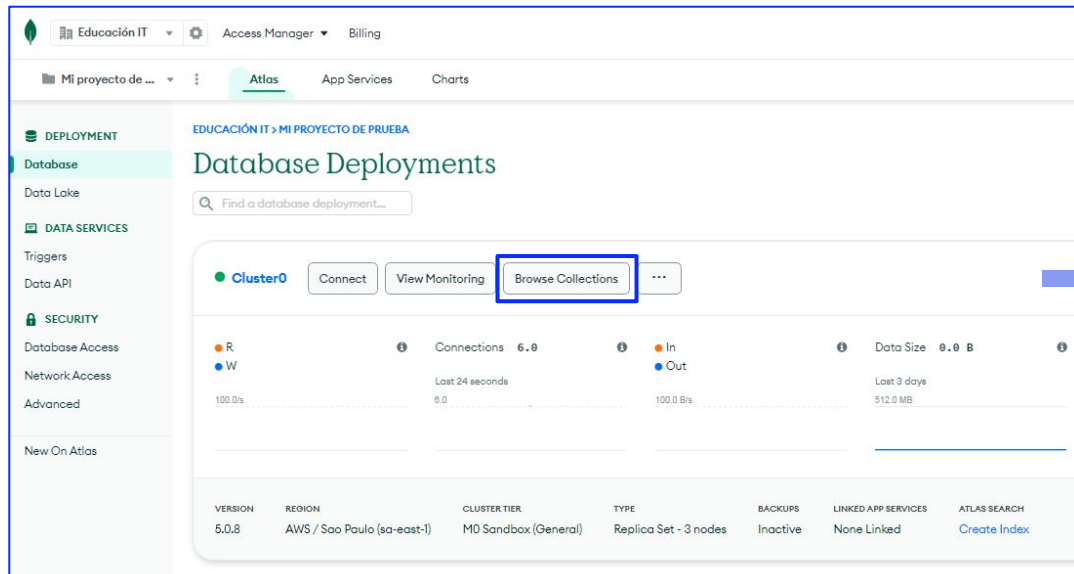 Educación IT
Access Manager
Billing
Mi proyecto de ...
Atlas
App Services
Charts
DEPLOYMENT
Database
Data Lake
DATA SERVICES
Triggers
Data API
SECURITY
Database Access
Network Access
Advanced
New On Atlas
EDUCACIÓN IT > MI PROYECTO DE PRUEBA
Database Deployments
Find a database deployment...
Cluster0
Connect
View Monitoring
Browse Collections
...
R
W
100.0/s
Connections 6.0
Last 24 seconds
6.0
In
Out
100.0 B/s
Data Size 0.0 B
Last 3 days
512.0 MB
VERSION
5.0.8
REGION
AWS / Sao Paulo (sa-east-1)
CLUSTER TIER
M0 Sandbox (General)
TYPE
Replica Set - 3 nodes
BACKUPS
Inactive
LINKED APP SERVICES
None Linked
ATLAS SEARCH
Create Index